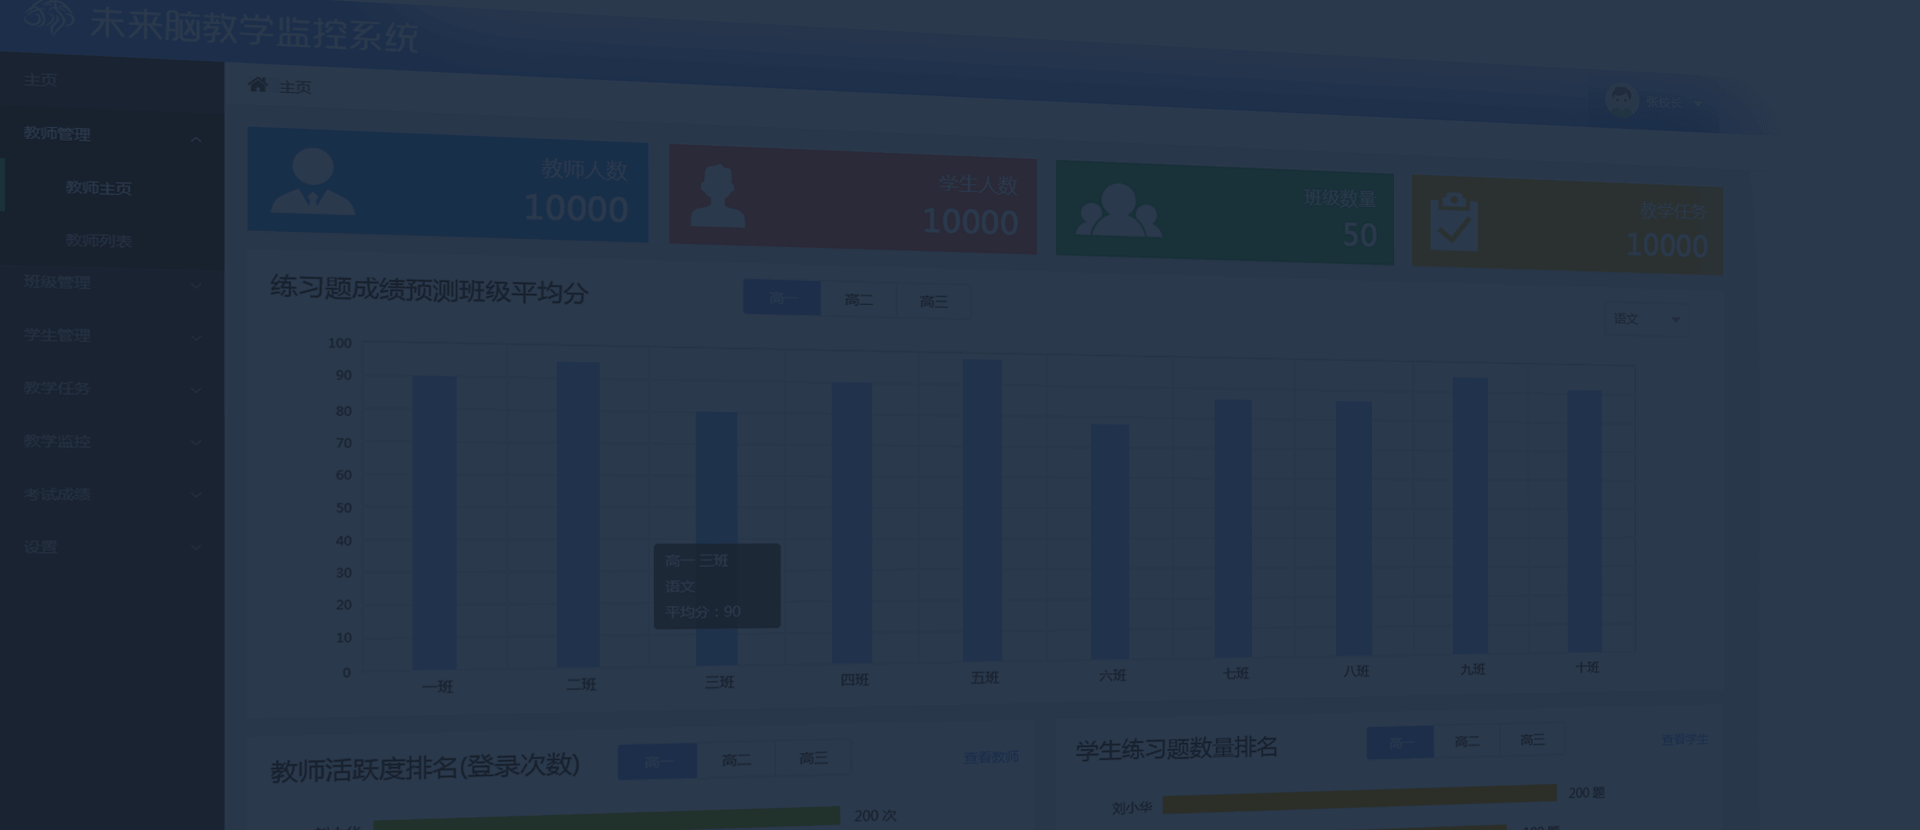 未来脑教学监控系统
主页
主页
教师管理
教师主页
教师列表
班级管理
学生管理
教学任务
教学监控
考试成绩
设置
教师人数
10000
学生人数
10000
班级数量
50
教学任务
10000
练习题成绩预测班级平均分
高一 高二 高三
语文
100
90
80
70
60
50
40
30
20
10
0
高一 三班
语文
平均分：90
一班 二班 三班 四班 五班 六班 七班 八班 九班 十班
教师活跃度排名(登录次数)
高一 高二 高三
查看教师
200 次
学生练习题数量排名
高一 高二 高三
查看学生
刘小华
200 题